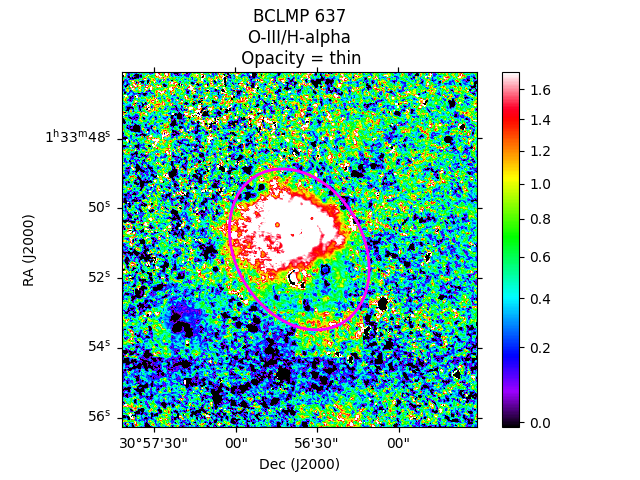 BCLMP 637
O-III/H-alpha
Opacity = thin
1h33m48s
50s
52s
54s
56s
RA (J2000)
30°57'30" 00" 56'30" 00"
Dec (J2000)
1.6
1.4
1.2
1.0
0.8
0.6
0.4
0.2
0.0